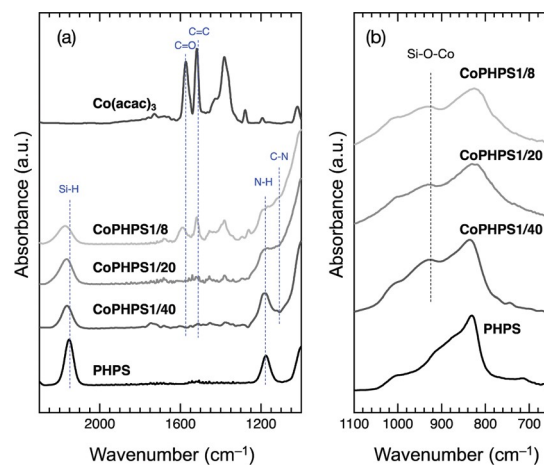 (a)
C=C
C=O
Co(acac)₃
C-N
Si-H
N-H
CoPHPS1/8
CoPHPS1/20
CoPHPS1/40
PHPS
Absorbance (a.u.)
2000 1600 1200
Wavenumber (cm⁻¹)
(b)
Si-O-Co
CoPHPS1/8
CoPHPS1/20
CoPHPS1/40
PHPS
Absorbance (a.u.)
1100 1000 900 800 700
Wavenumber (cm⁻¹)